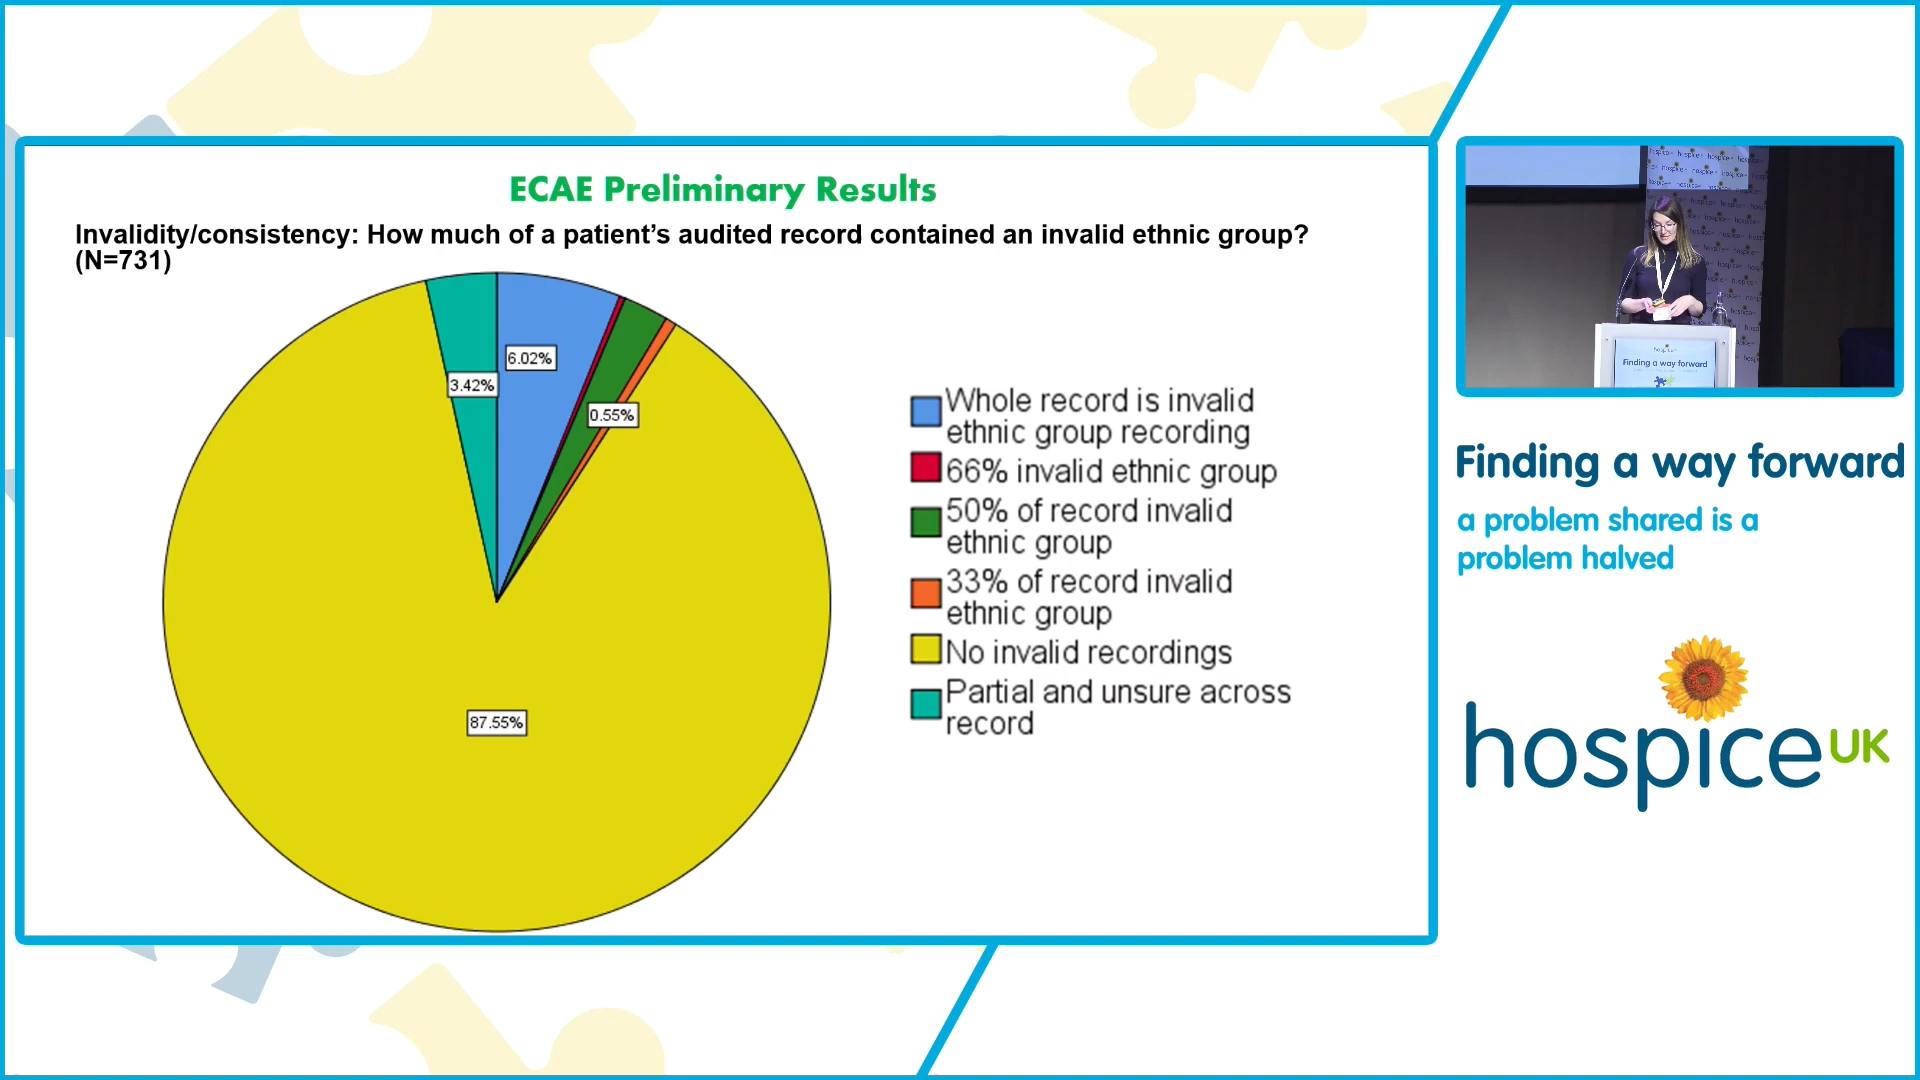 ECAE Preliminary Results
Invalidity/consistency: How much of a patient's audited record contained an invalid ethnic group?
(N=731)
6.02%
3.42%
0.55%
87.55%
Whole record is invalid
ethnic group recording
66% invalid ethnic group
50% of record invalid
ethnic group
33% of record invalid
ethnic group
No invalid recordings
Partial and unsure across
record
Finding a way forward
Finding a way forward
a problem shared is a
problem halved
hospice UK